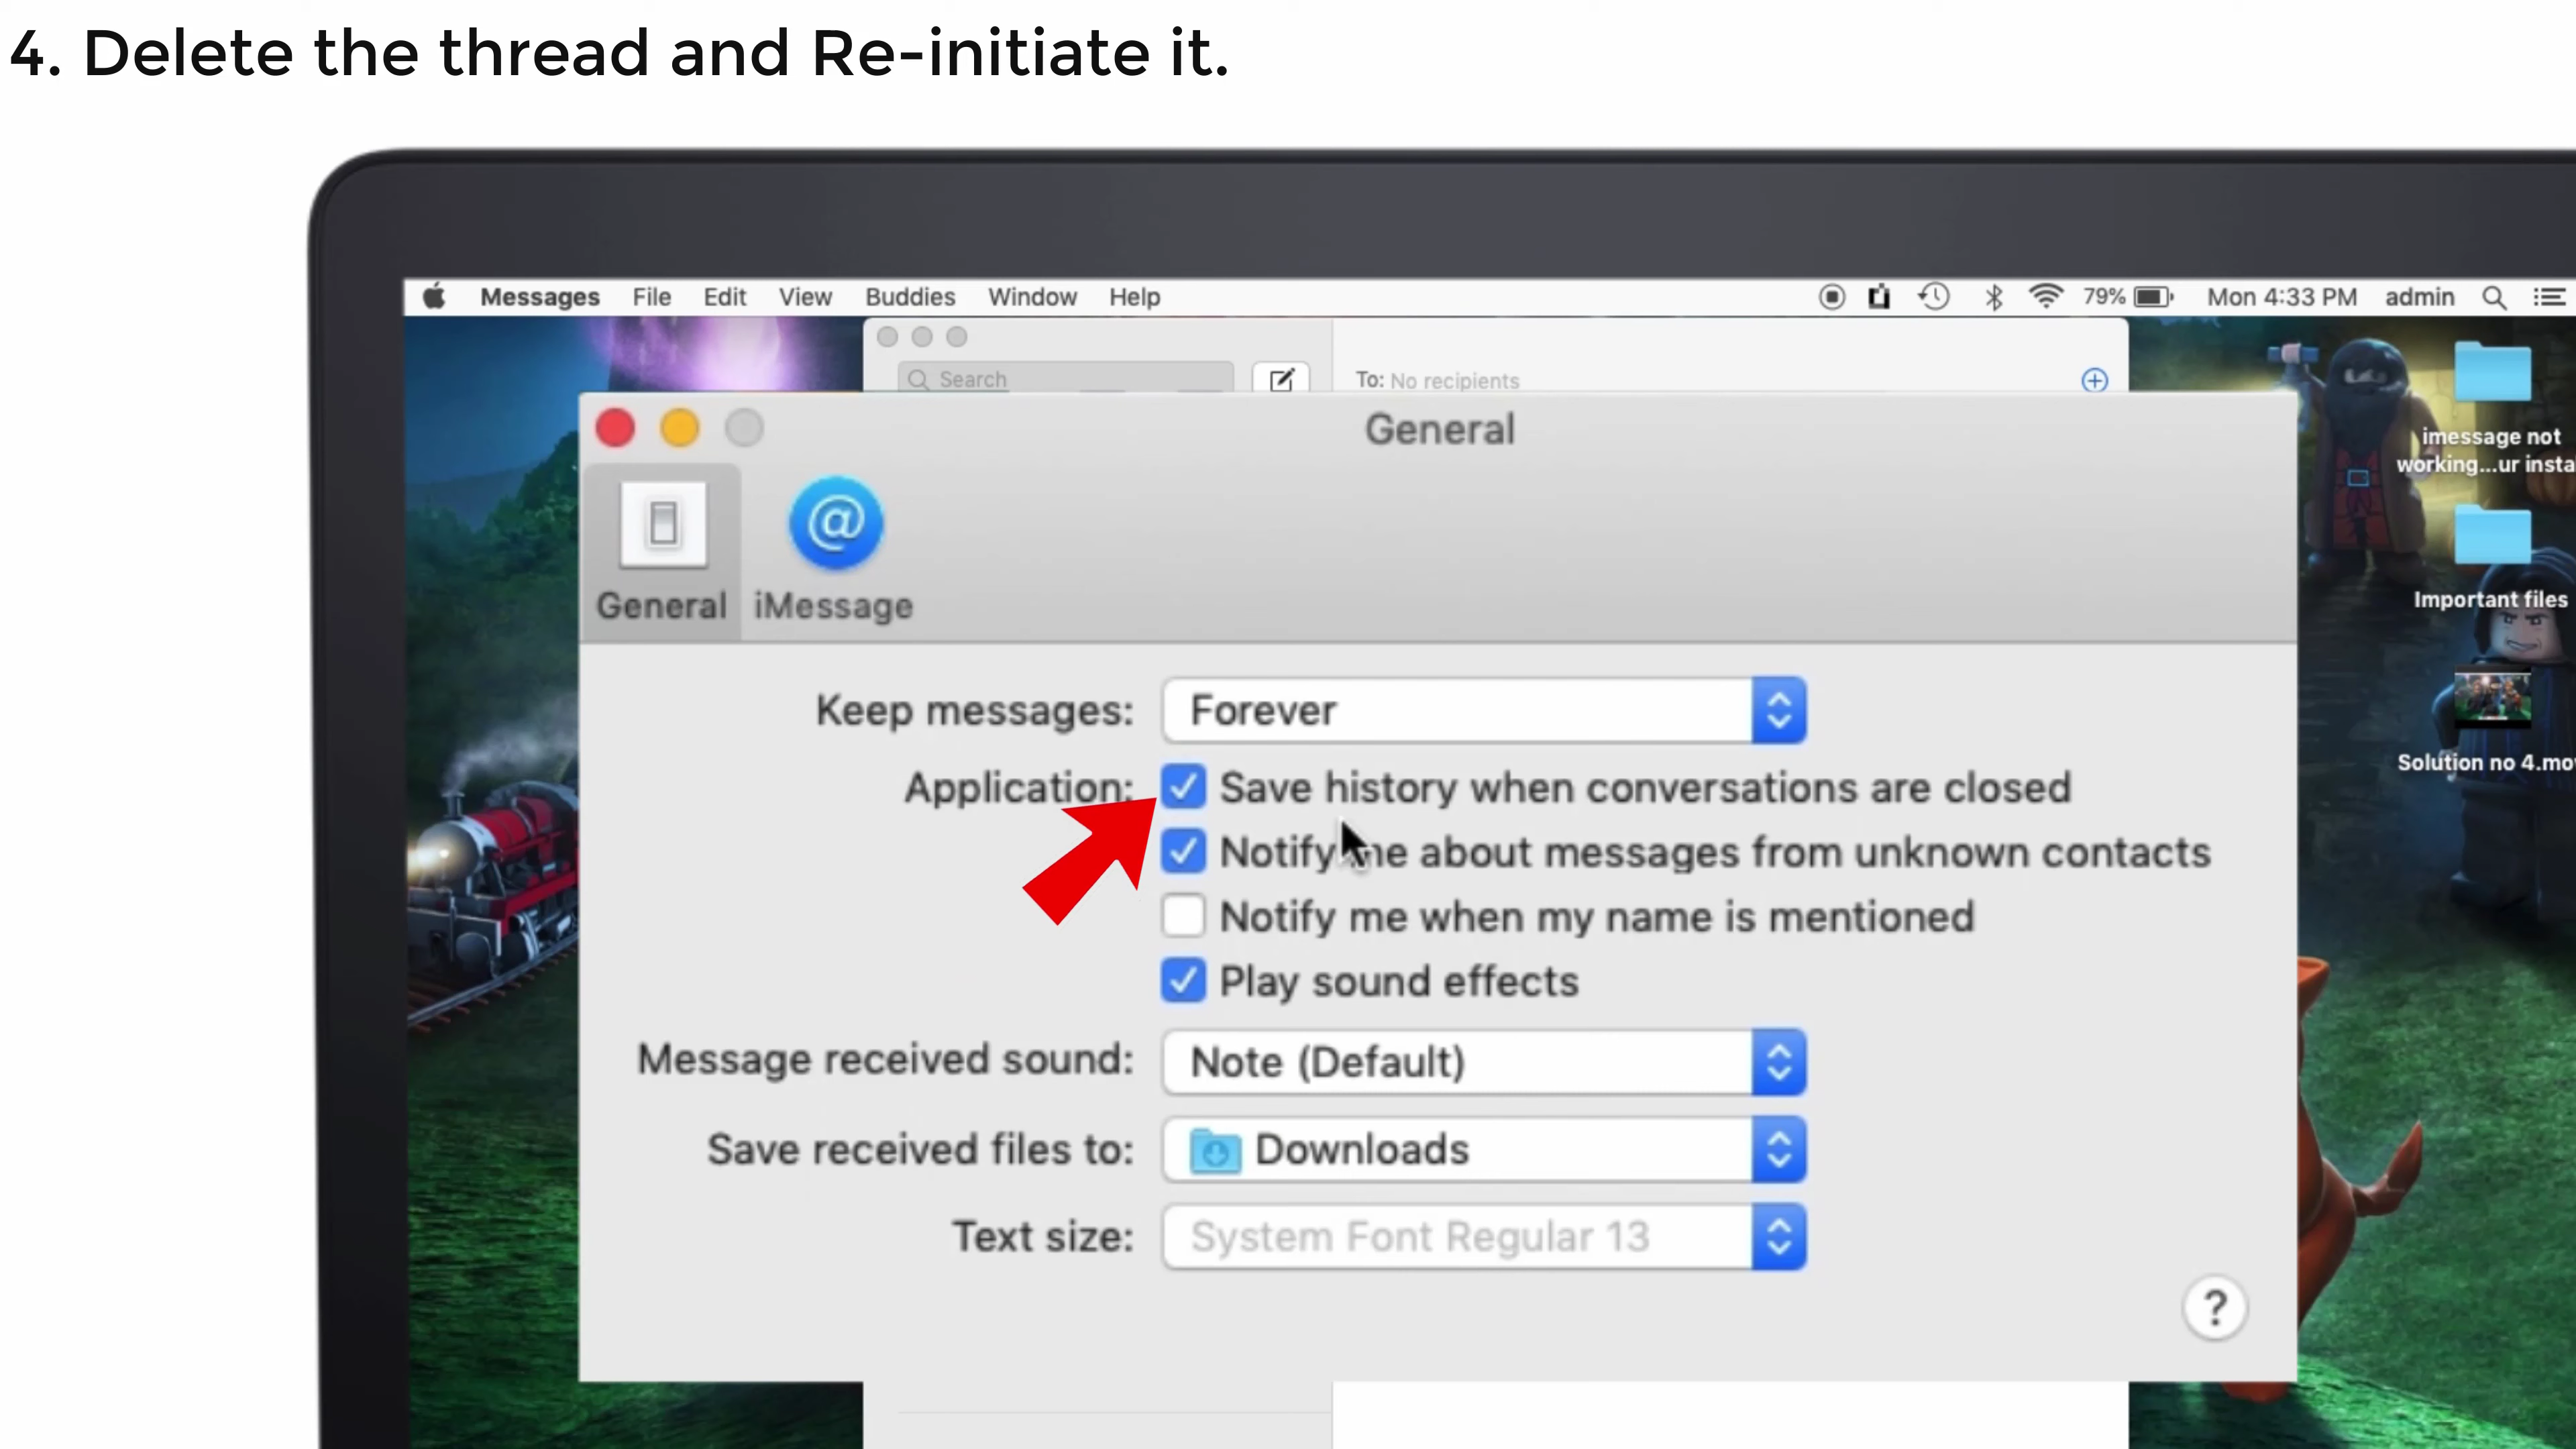 4. Delete the thread and Re-initiate it.
Messages File Edit View Buddies Window Help 79% Mon 4:33 PM admin
Search
To: No recipients
General
General iMessage
Keep messages: Forever
Application: Save history when conversations are closed
Notify me about messages from unknown contacts
Notify me when my name is mentioned
Play sound effects
Message received sound: Note (Default)
Save received files to: Downloads
Text size: System Font Regular 13
?
imessage not
working...ur insta
Important files
Solution no 4.mo